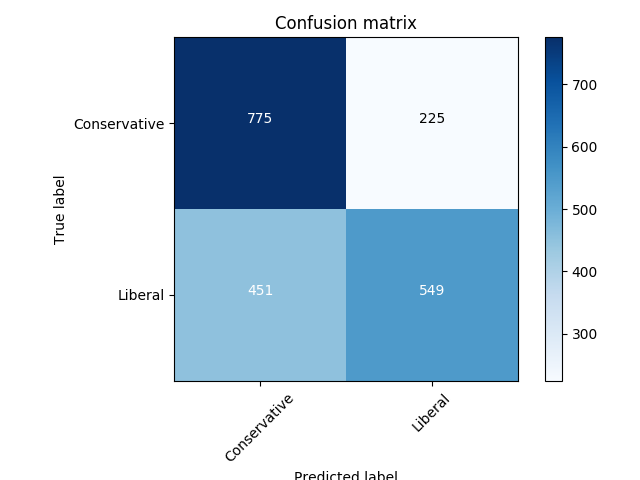 Confusion matrix
Conservative
775
225
700
600
True label
500
400
Liberal
451
549
300
Conservative
Liberal
Predicted label